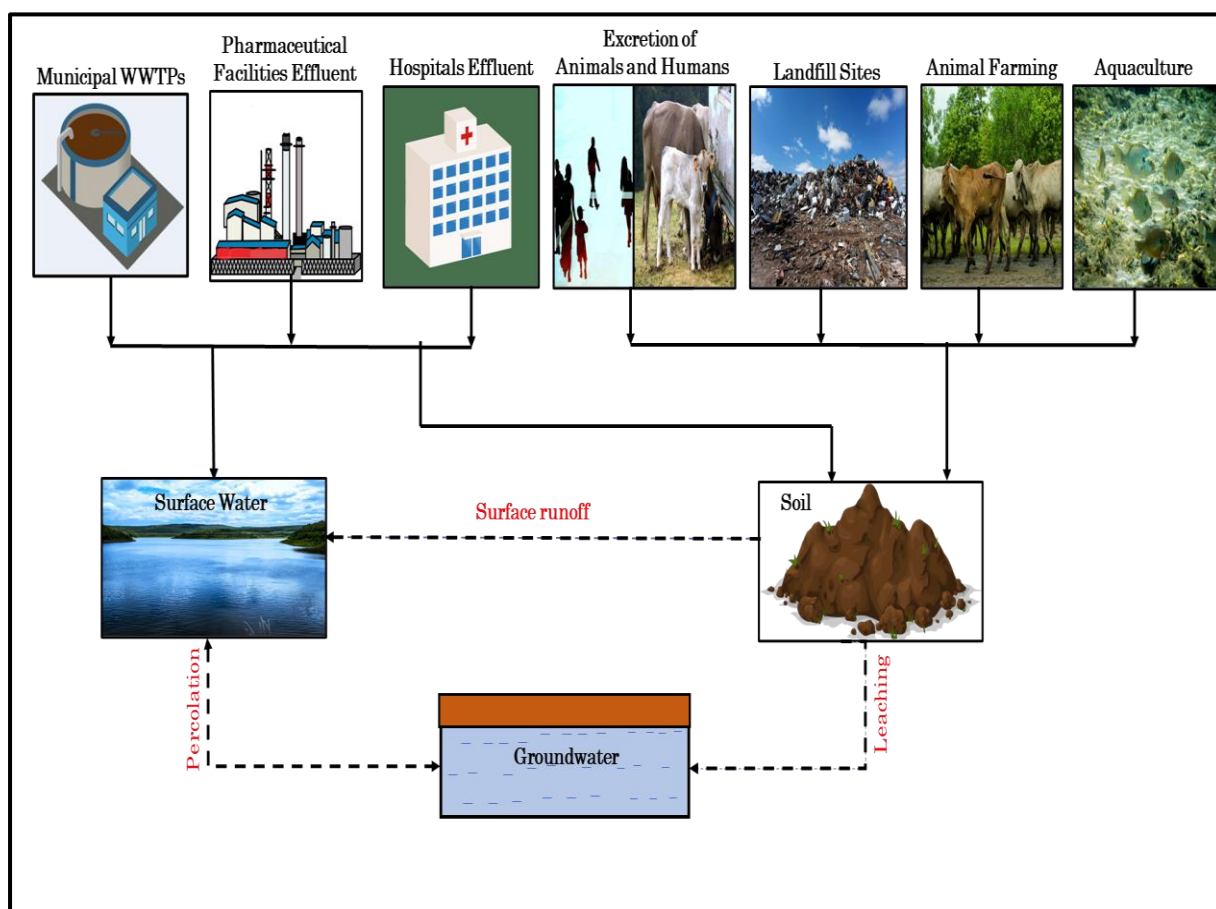 Municipal WWTPs
Pharmaceutical
Facilities Effluent
Hospitals Effluent
Excretion of
Animals and Humans
Landfill Sites
Animal Farming
Aquaculture
Surface Water
Surface runoff
Soil
Percolation
Leaching
Groundwater